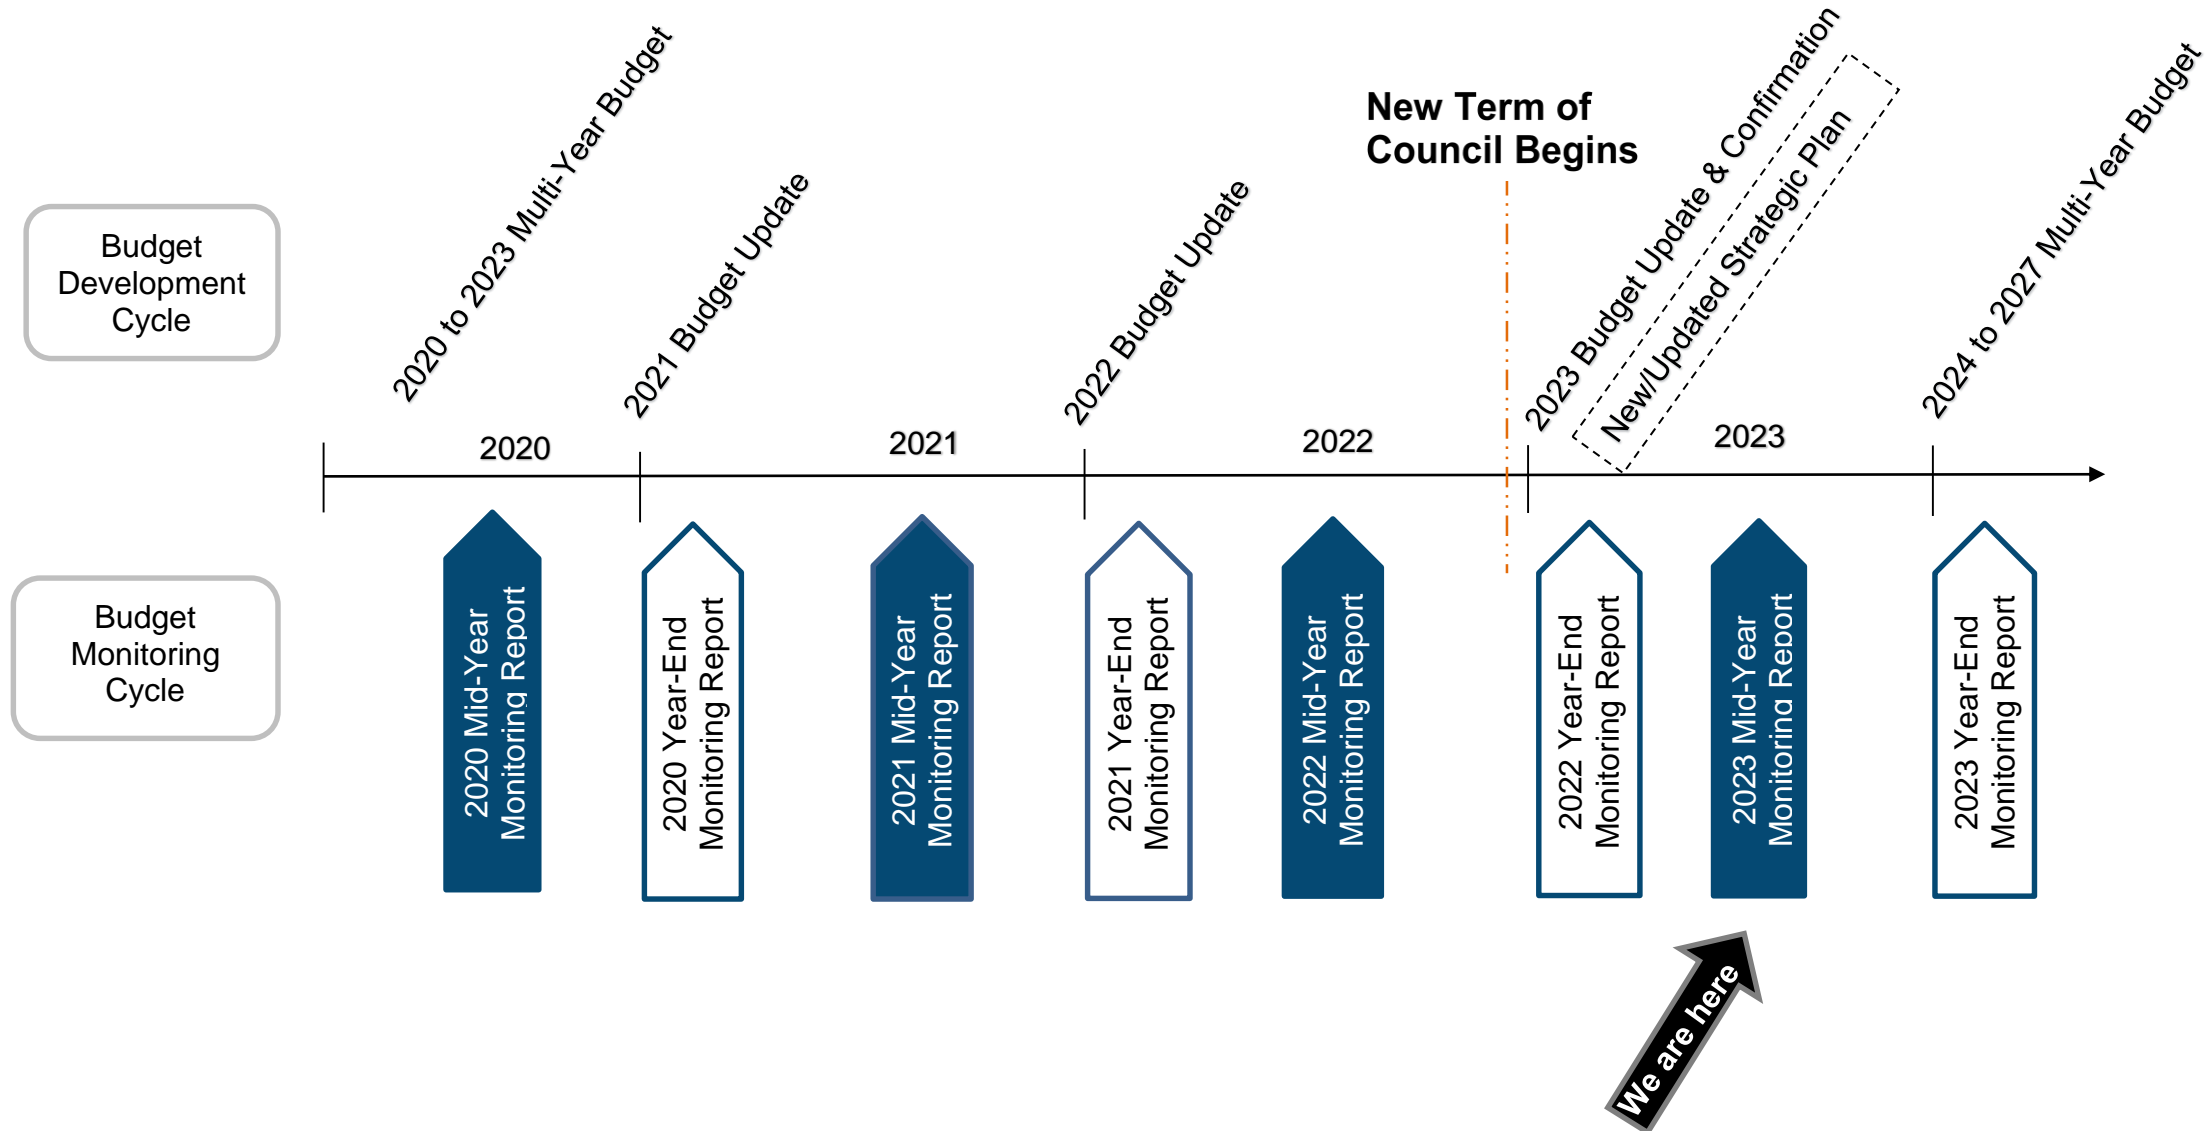 2020 to 2023 Multi-Year Budget
2021 Budget Update
2022 Budget Update
New Term of
Council Begins
2023 Budget Update & Confirmation
New/Updated Strategic Plan
2024 to 2027 Multi-Year Budget
Budget
Development
Cycle
2020
2021
2022
2023
Budget
Monitoring
Cycle
2020 Mid-Year
Monitoring Report
2020 Year-End
Monitoring Report
2021 Mid-Year
Monitoring Report
2021 Year-End
Monitoring Report
2022 Mid-Year
Monitoring Report
2022 Year-End
Monitoring Report
2023 Mid-Year
Monitoring Report
2023 Year-End
Monitoring Report
We are here